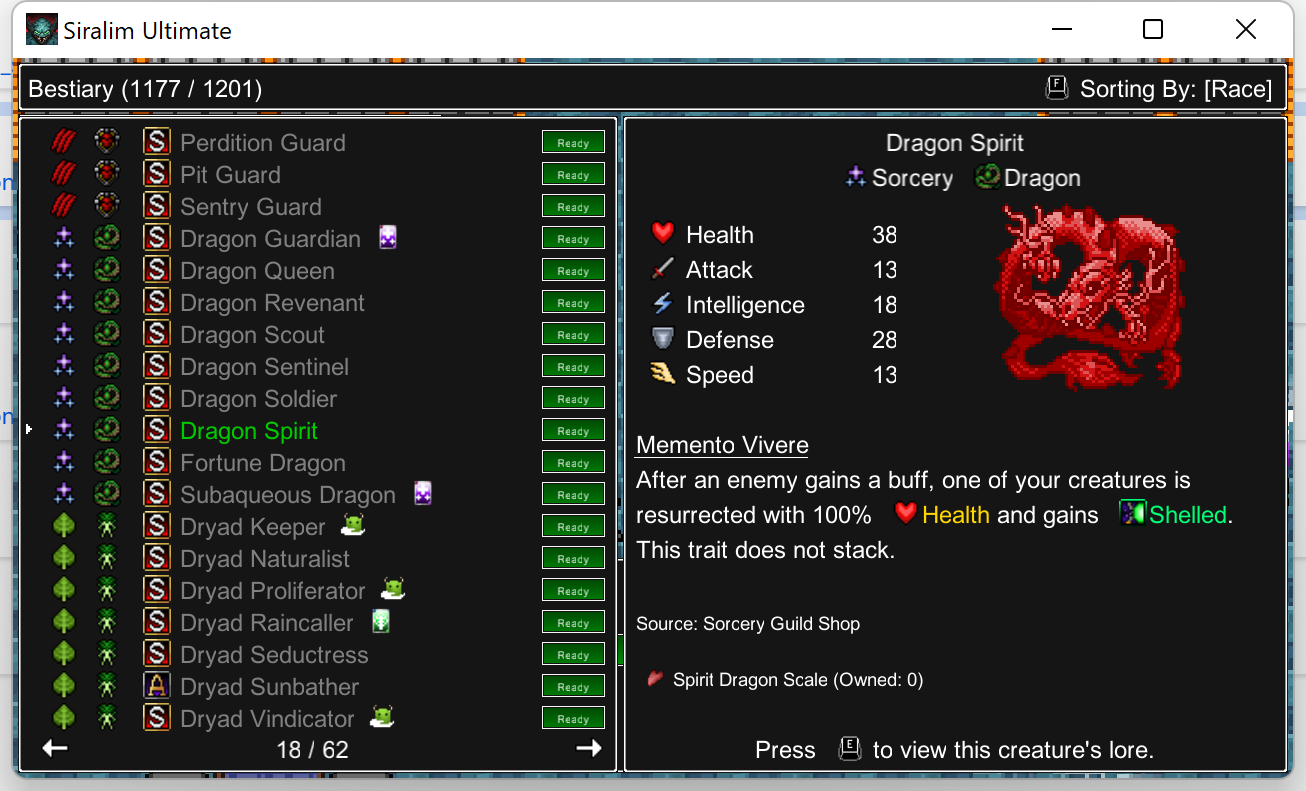 Siralim Ultimate
Bestiary (1177 / 1201)
F Sorting By: [Race]
S Perdition Guard Ready
S Pit Guard Ready
S Sentry Guard Ready
S Dragon Guardian Ready
S Dragon Queen Ready
S Dragon Revenant Ready
S Dragon Scout Ready
S Dragon Sentinel Ready
S Dragon Soldier Ready
S Dragon Spirit Ready
S Fortune Dragon Ready
S Subaqueous Dragon Ready
S Dryad Keeper Ready
S Dryad Naturalist Ready
S Dryad Proliferator Ready
S Dryad Raincaller Ready
S Dryad Seductress Ready
A Dryad Sunbather Ready
S Dryad Vindicator Ready
18 / 62
Dragon Spirit
Sorcery Dragon
Health 38
Attack 13
Intelligence 18
Defense 28
Speed 13
Memento Vivere
After an enemy gains a buff, one of your creatures is
resurrected with 100% Health and gains Shelled.
This trait does not stack.
Source: Sorcery Guild Shop
Spirit Dragon Scale (Owned: 0)
Press E to view this creature's lore.